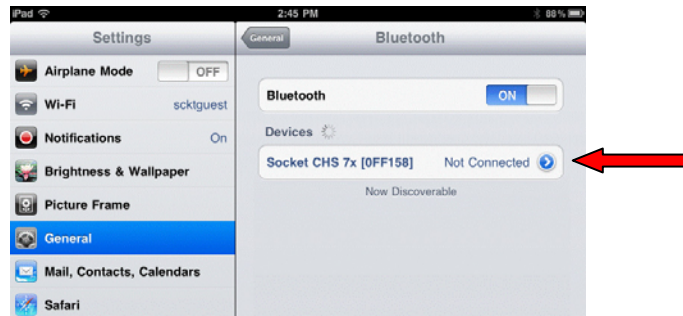 iPad 2:45 PM 88%
Settings
General Bluetooth
Airplane Mode OFF
Wi-Fi scktguest
Notifications On
Brightness & Wallpaper
Picture Frame
General
Mail, Contacts, Calendars
Safari
Bluetooth ON
Devices
Socket CHS 7x [0FF158] Not Connected
Now Discoverable